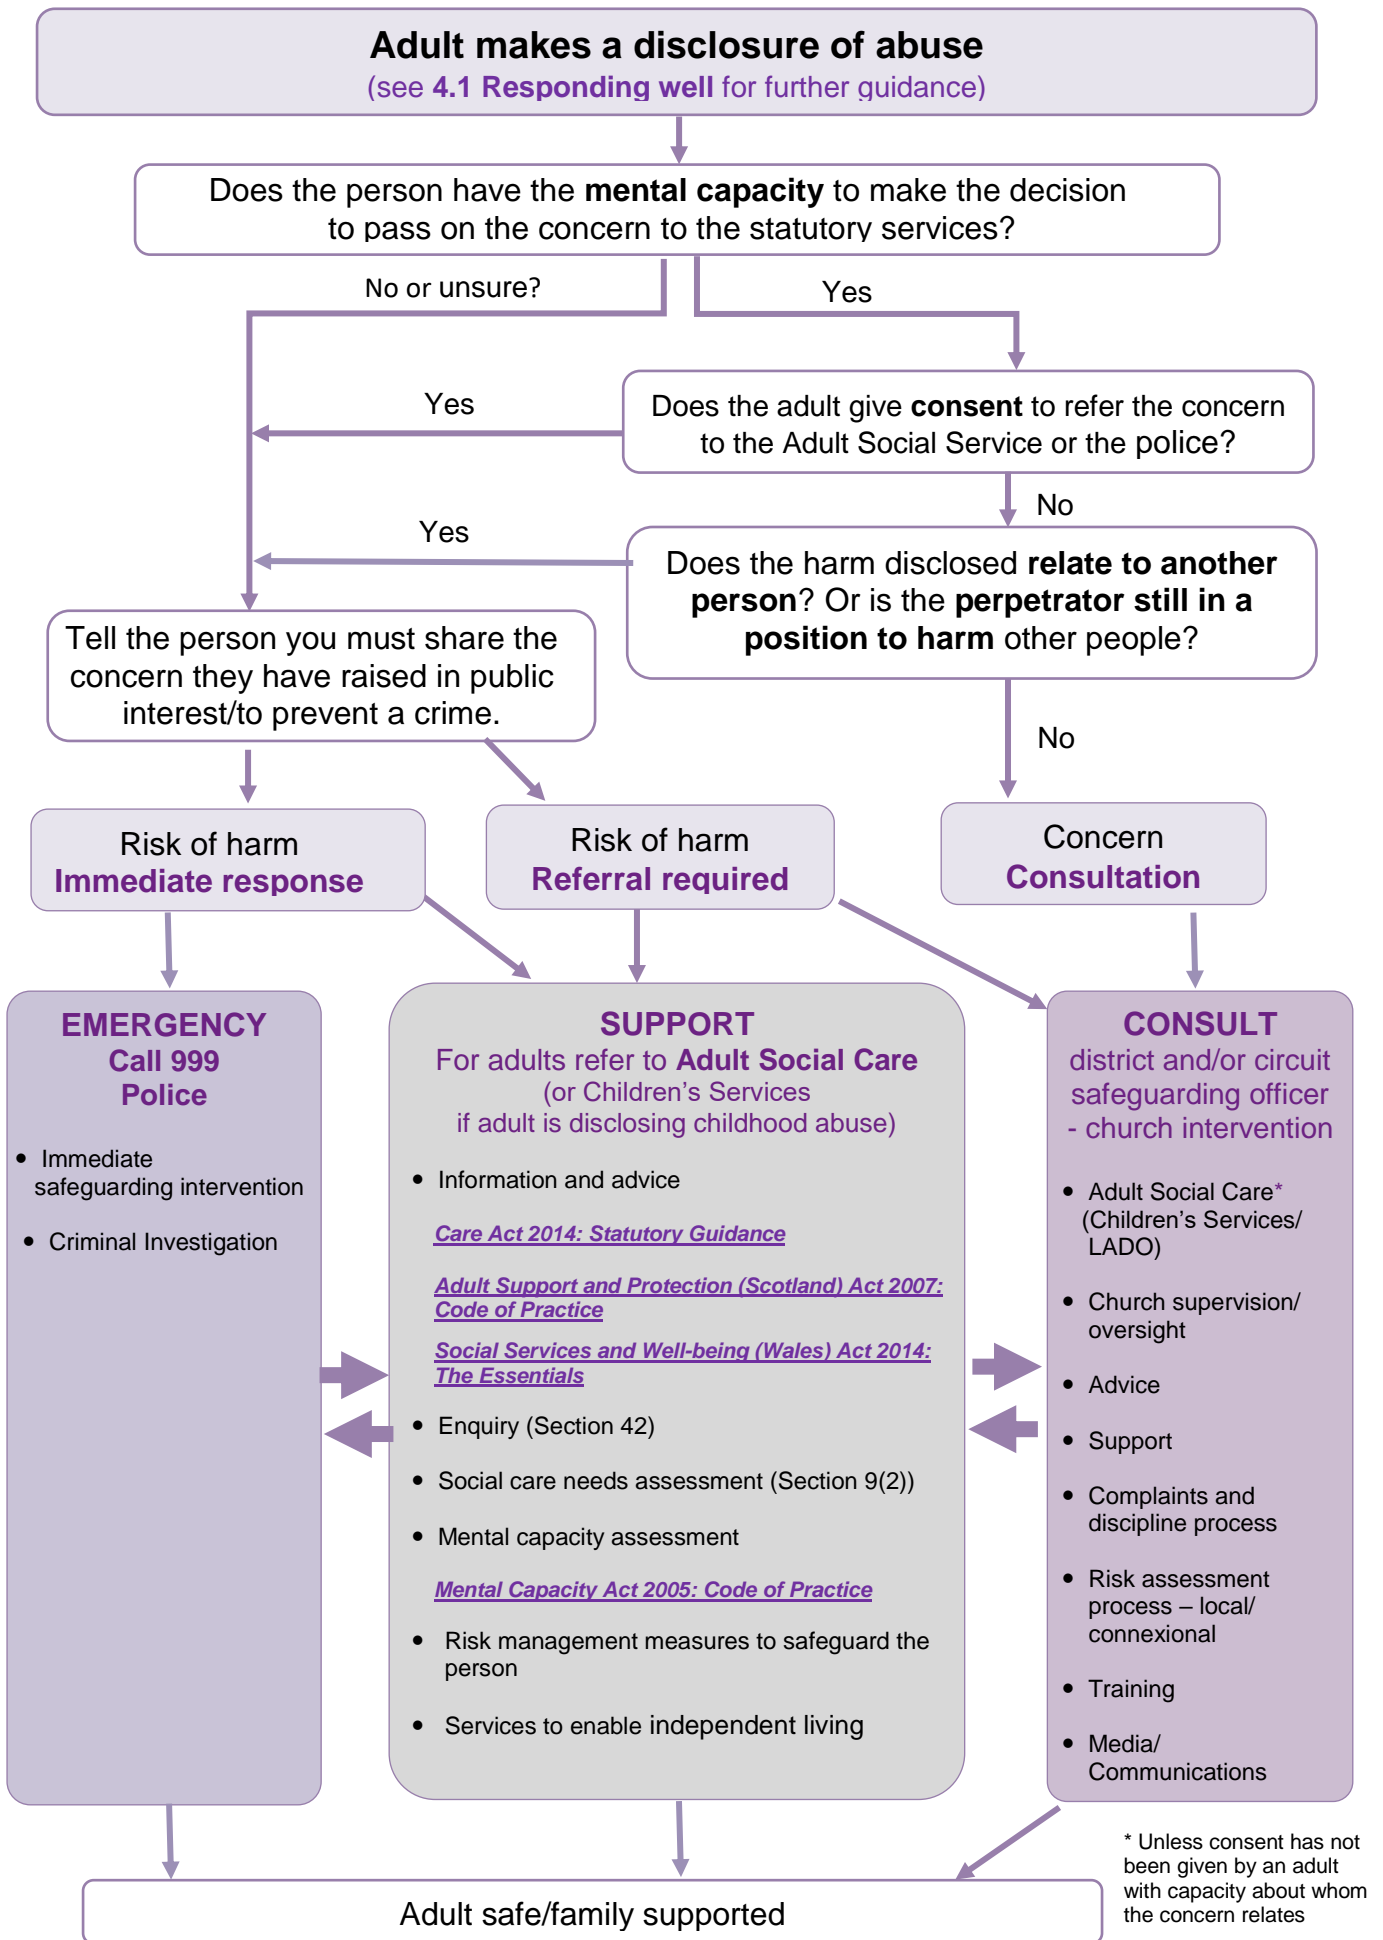 Adult makes a disclosure of abuse
(see 4.1 Responding well for further guidance)
Does the person have the mental capacity to make the decision
to pass on the concern to the statutory services?
No or unsure?
Yes
Yes
Does the adult give consent to refer the concern
to the Adult Social Service or the police?
No
Yes
Does the harm disclosed relate to another
person? Or is the perpetrator still in a
position to harm other people?
Tell the person you must share the
concern they have raised in public
interest/to prevent a crime.
No
Risk of harm
Immediate response
Risk of harm
Referral required
Concern
Consultation
EMERGENCY
Call 999
Police
• Immediate
safeguarding intervention
• Criminal Investigation
SUPPORT
For adults refer to Adult Social Care
(or Children's Services
if adult is disclosing childhood abuse)
• Information and advice
Care Act 2014: Statutory Guidance
Adult Support and Protection (Scotland) Act 2007:
Code of Practice
Social Services and Well-being (Wales) Act 2014:
The Essentials
• Enquiry (Section 42)
• Social care needs assessment (Section 9(2))
• Mental capacity assessment
Mental Capacity Act 2005: Code of Practice
• Risk management measures to safeguard the
person
• Services to enable independent living
CONSULT
district and/or circuit
safeguarding officer
- church intervention
• Adult Social Care*
(Children's Services/
LADO)
• Church supervision/
oversight
• Advice
• Support
• Complaints and
discipline process
• Risk assessment
process – local/
connexional
• Training
• Media/
Communications
* Unless consent has not
been given by an adult
with capacity about whom
the concern relates
Adult safe/family supported